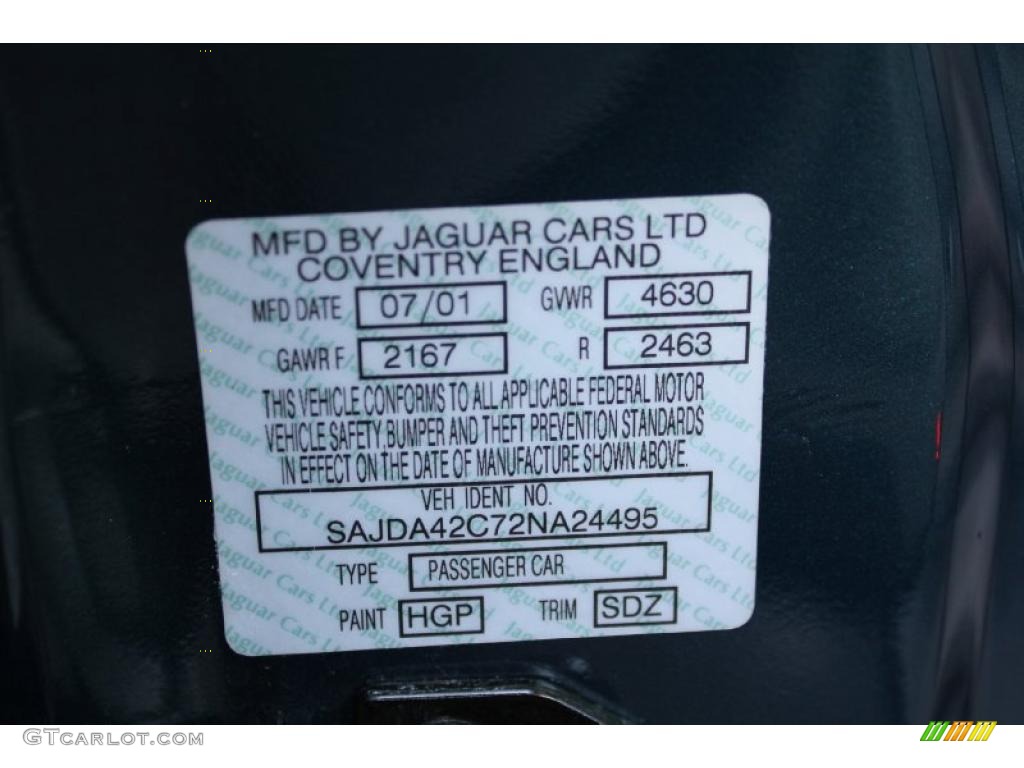 MFD BY JAGUAR CARS LTD
COVENTRY ENGLAND
MFD DATE 07/01 GVWR 4630
GAWR F 2167 R 2463
THIS VEHICLE CONFORMS TO ALL APPLICABLE FEDERAL MOTOR
VEHICLE SAFETY,BUMPER AND THEFT PREVENTION STANDARDS
IN EFFECT ON THE DATE OF MANUFACTURE SHOWN ABOVE.
VEH IDENT NO.
SAJDA42C72NA24495
TYPE PASSENGER CAR
PAINT HGP TRIM SDZ
GTCARLOT.COM